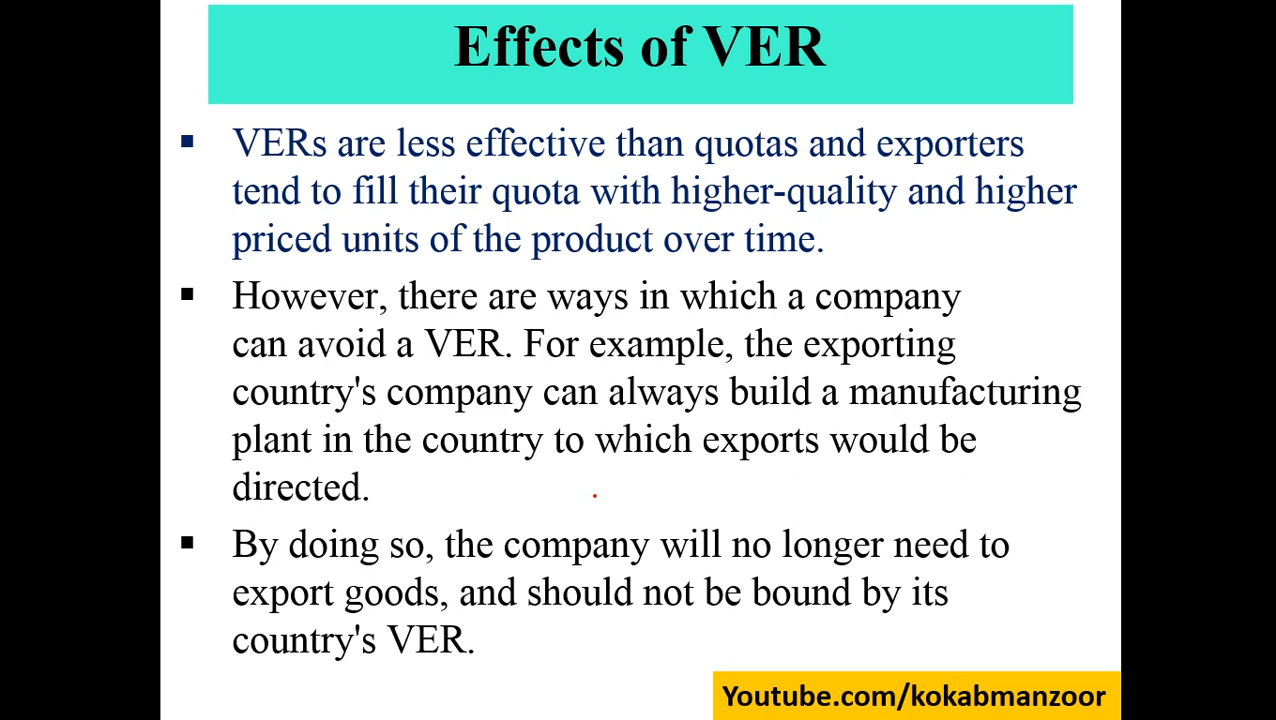 Effects of VER
▪ VERs are less effective than quotas and exporters
tend to fill their quota with higher-quality and higher
priced units of the product over time.
▪ However, there are ways in which a company
can avoid a VER. For example, the exporting
country's company can always build a manufacturing
plant in the country to which exports would be
directed.
▪ By doing so, the company will no longer need to
export goods, and should not be bound by its
country's VER.
Youtube.com/kokabmanzoor